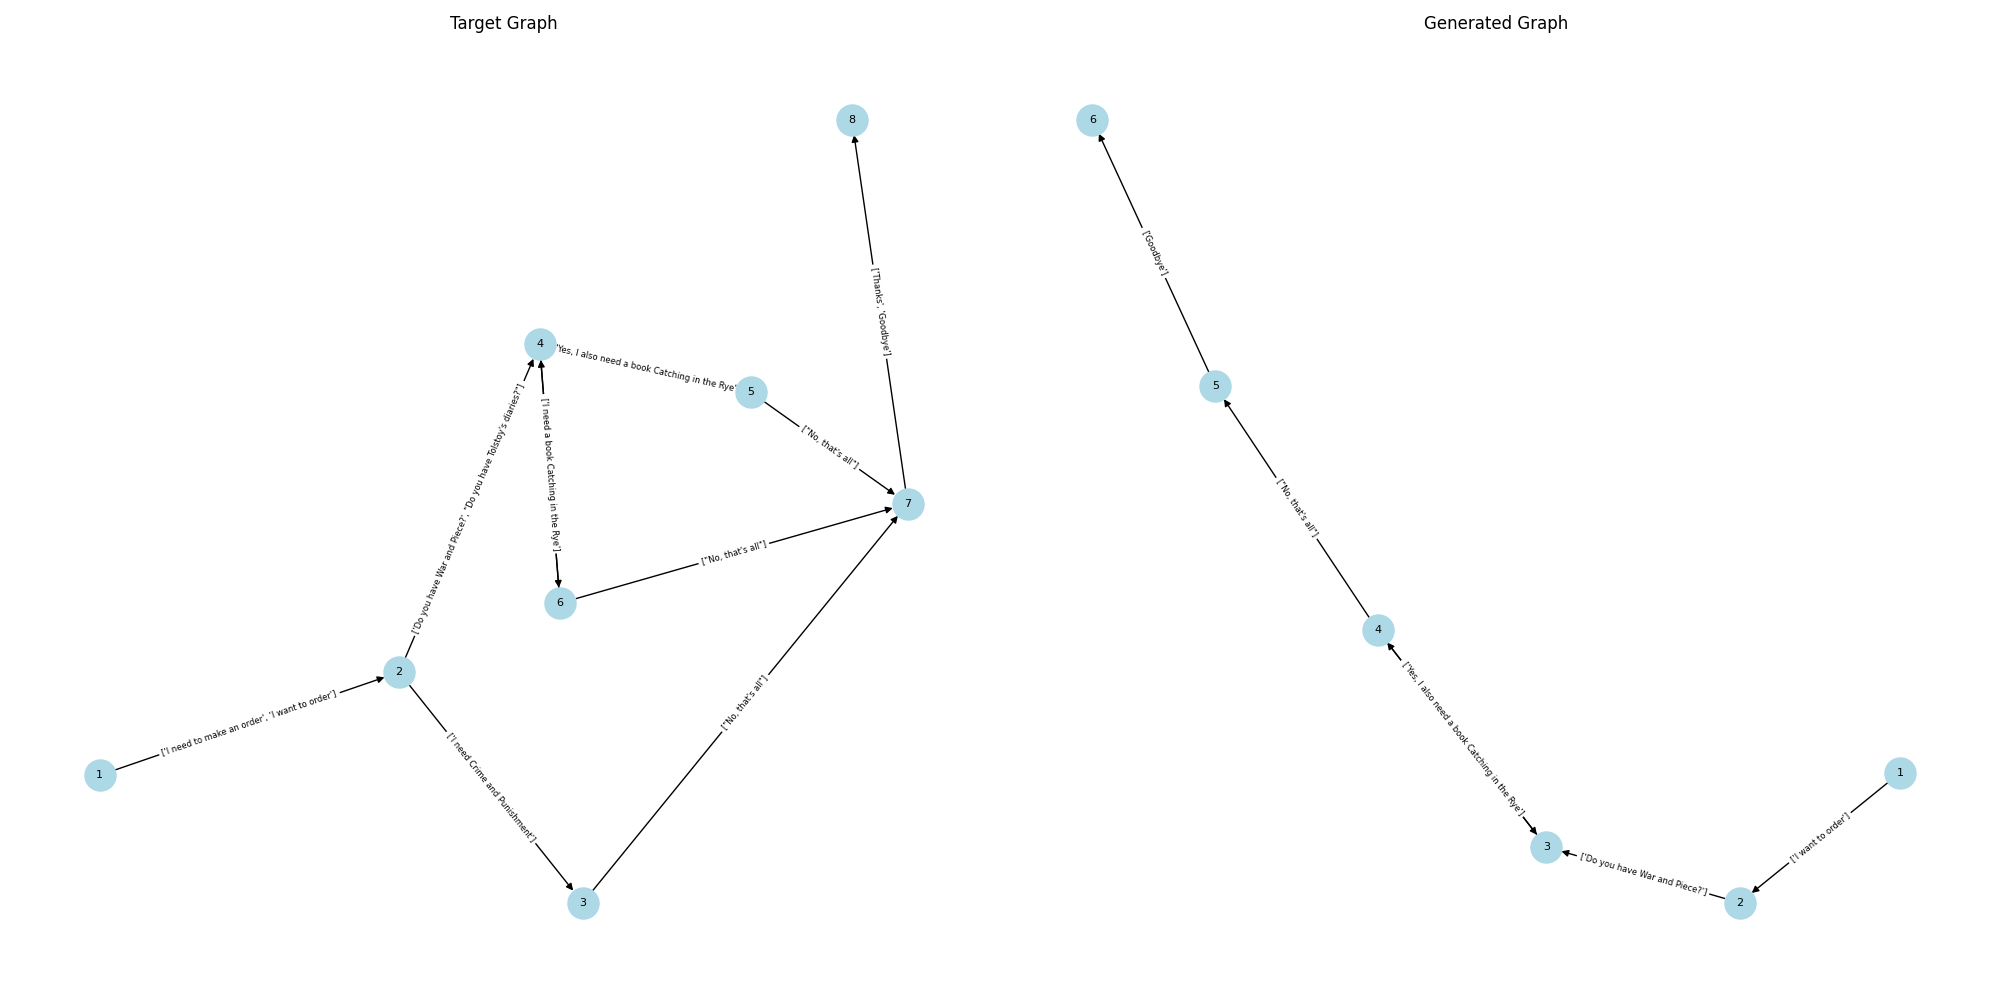 Target Graph
8
['Thanks', 'Goodbye']
4
'Yes, I also need a book Catching in the Rye'
5
["No, that's all"]
['Do you have War and Piece?', "Do you have Tolstoy's diaries?"]
['I need a book Catching in the Rye']
7
["No, that's all"]
6
2
['I need to make an order', 'I want to order']
1
['I need Crime and Punishment']
["No, that's all"]
3
Generated Graph
6
['Goodbye']
5
["No, that's all"]
4
['Yes, I also need a book Catching in the Rye']
3
['Do you have War and Piece?']
2
['I want to order']
1